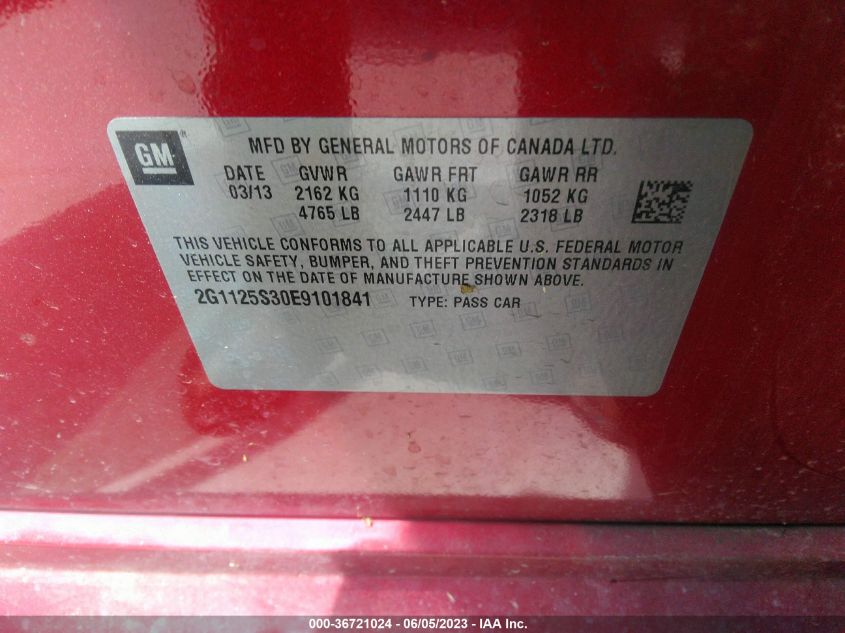 GM
MFD BY GENERAL MOTORS OF CANADA LTD.
DATE GVWR GAWR FRT GAWR RR
03/13 2162 KG 1110 KG 1052 KG
4765 LB 2447 LB 2318 LB
THIS VEHICLE CONFORMS TO ALL APPLICABLE U.S. FEDERAL MOTOR
VEHICLE SAFETY, BUMPER, AND THEFT PREVENTION STANDARDS IN
EFFECT ON THE DATE OF MANUFACTURE SHOWN ABOVE.
2G1125S30E9101841 TYPE: PASS CAR
000-36721024 - 06/05/2023 - IAA Inc.